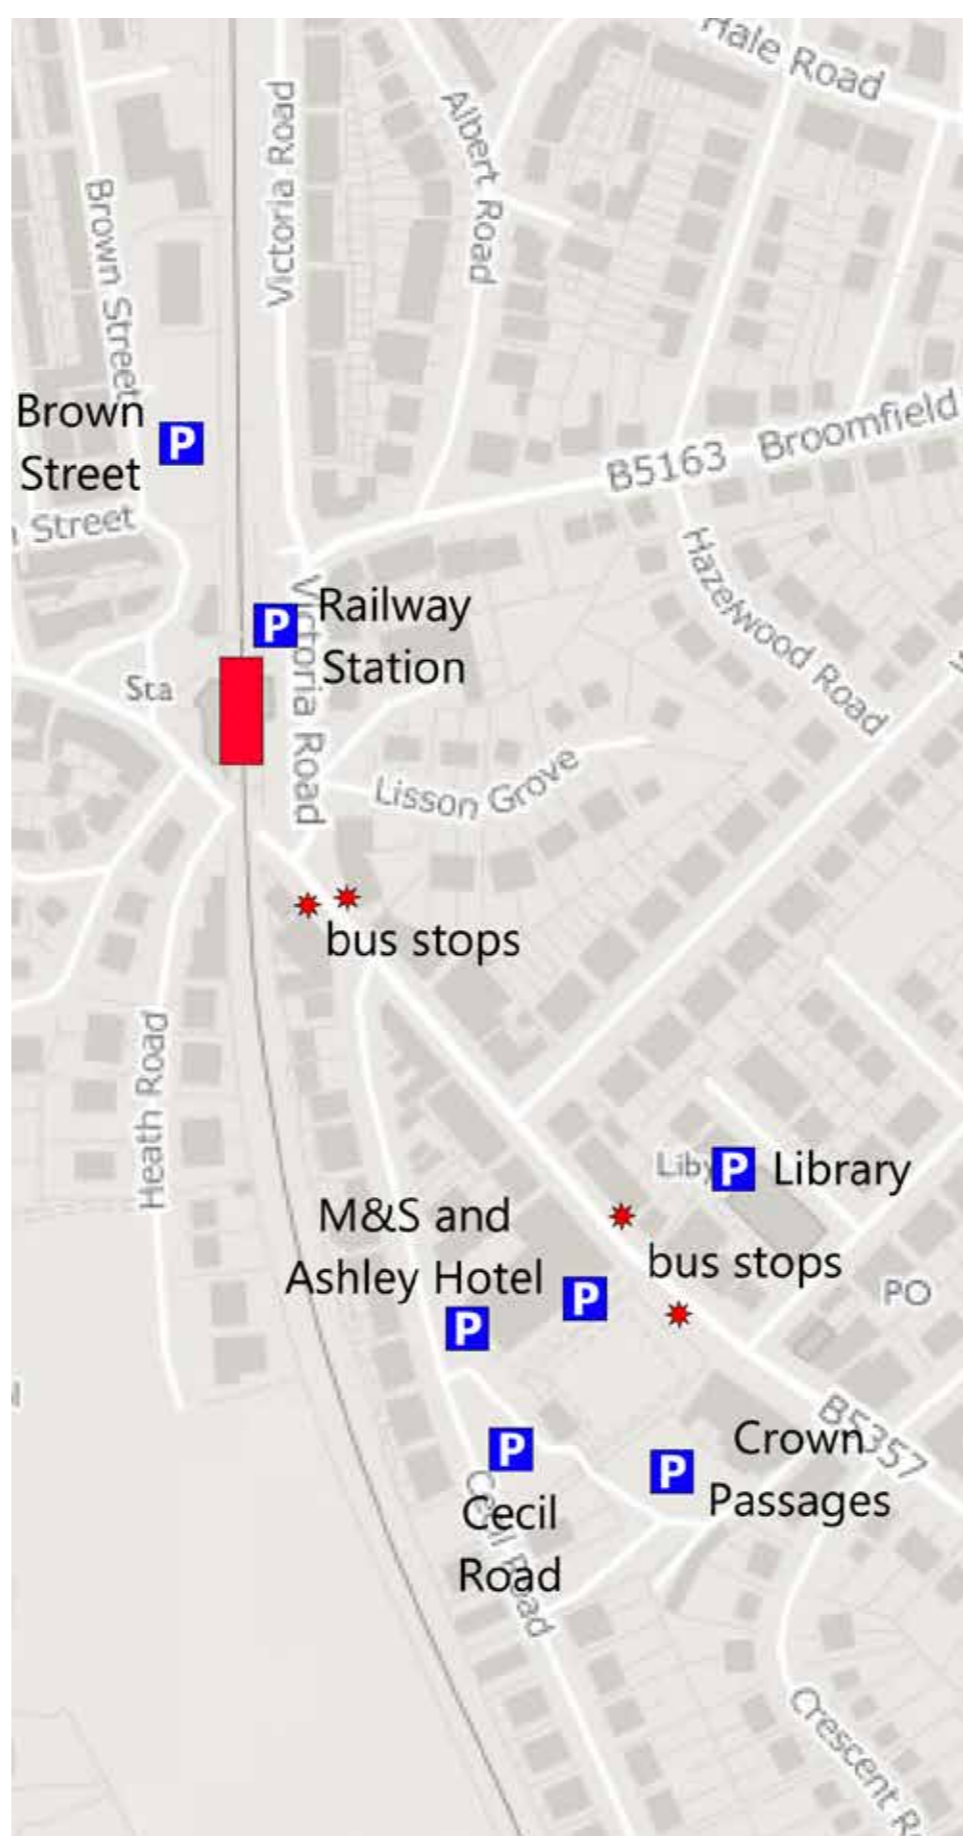 Hale Road
Victoria Road
Albert Road
Brown Street
Brown
Street
P
Street
B5163
Broomfield
Hazelwood Road
P
Railway
Station
Victoria Road
Sta
Lisson Grove
bus stops
Heath Road
P
Library
M&S and
Ashley Hotel
bus stops
P
P
PO
B5357
Crown
Passages
P
P
Cecil
Road
Cecil Road
Crescent R